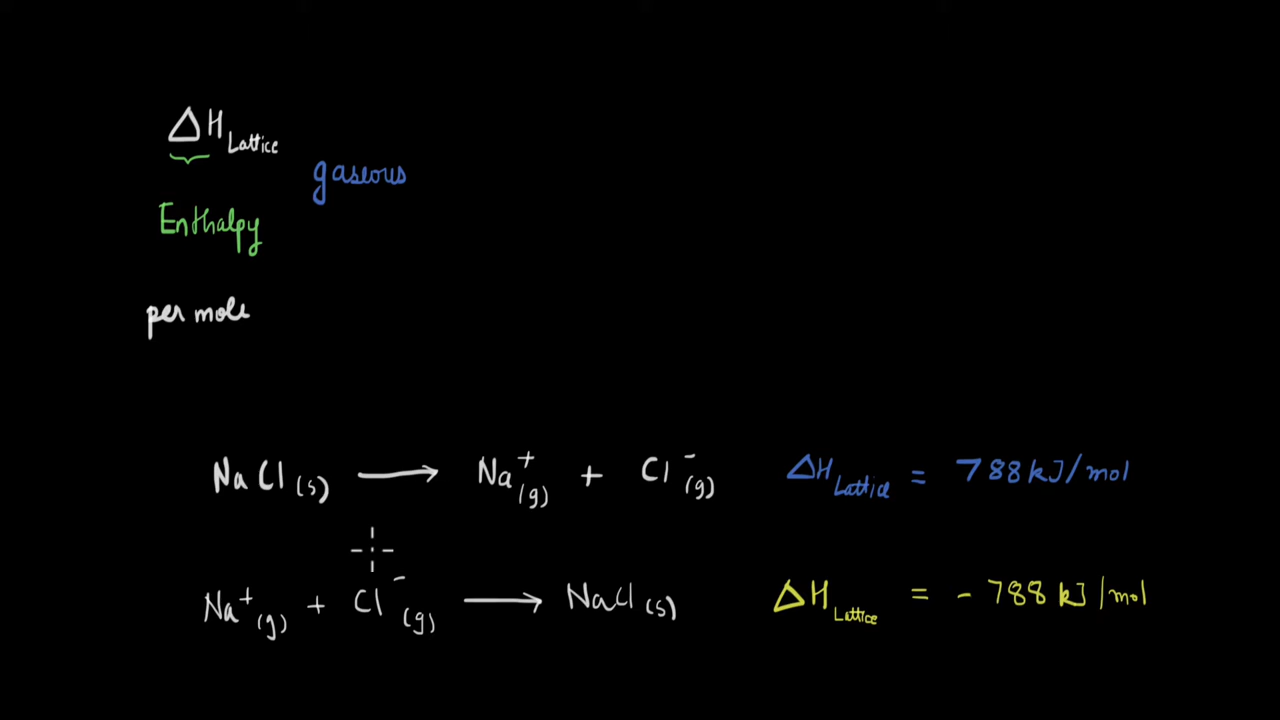 ΔH Lattice
gaseous
Enthalpy
per mole
NaCl(s) ⟶ Na⁺(g) + Cl⁻(g) ΔH Lattice = 788 kJ/mol
Na⁺(g) + Cl⁻(g) ⟶ NaCl(s) ΔH Lattice = - 788 kJ/mol